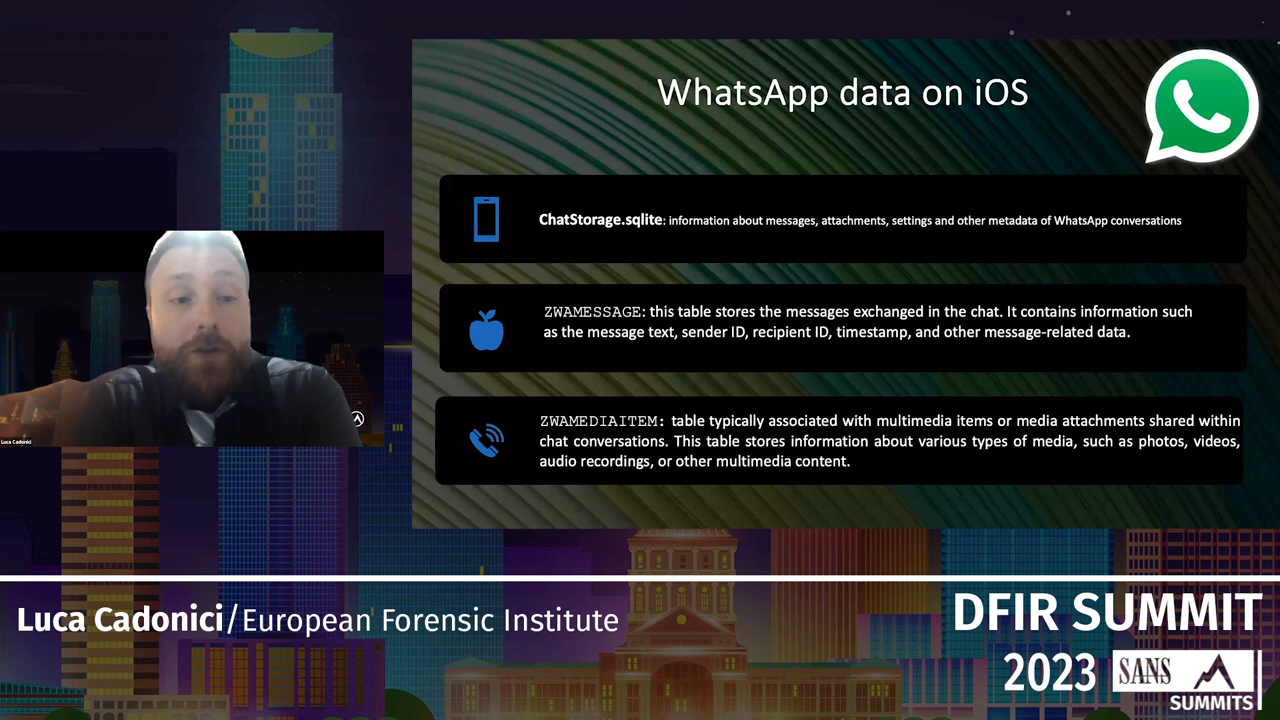 WhatsApp data on iOS
ChatStorage.sqlite: information about messages, attachments, settings and other metadata of WhatsApp conversations
ZWAMESSAGE: this table stores the messages exchanged in the chat. It contains information such
as the message text, sender ID, recipient ID, timestamp, and other message-related data.
ZWAMEDIAITEM: table typically associated with multimedia items or media attachments shared within
chat conversations. This table stores information about various types of media, such as photos, videos,
audio recordings, or other multimedia content.
Luca Cadonici
Luca Cadonici/European Forensic Institute
DFIR SUMMIT
2023 SANS
SUMMITS